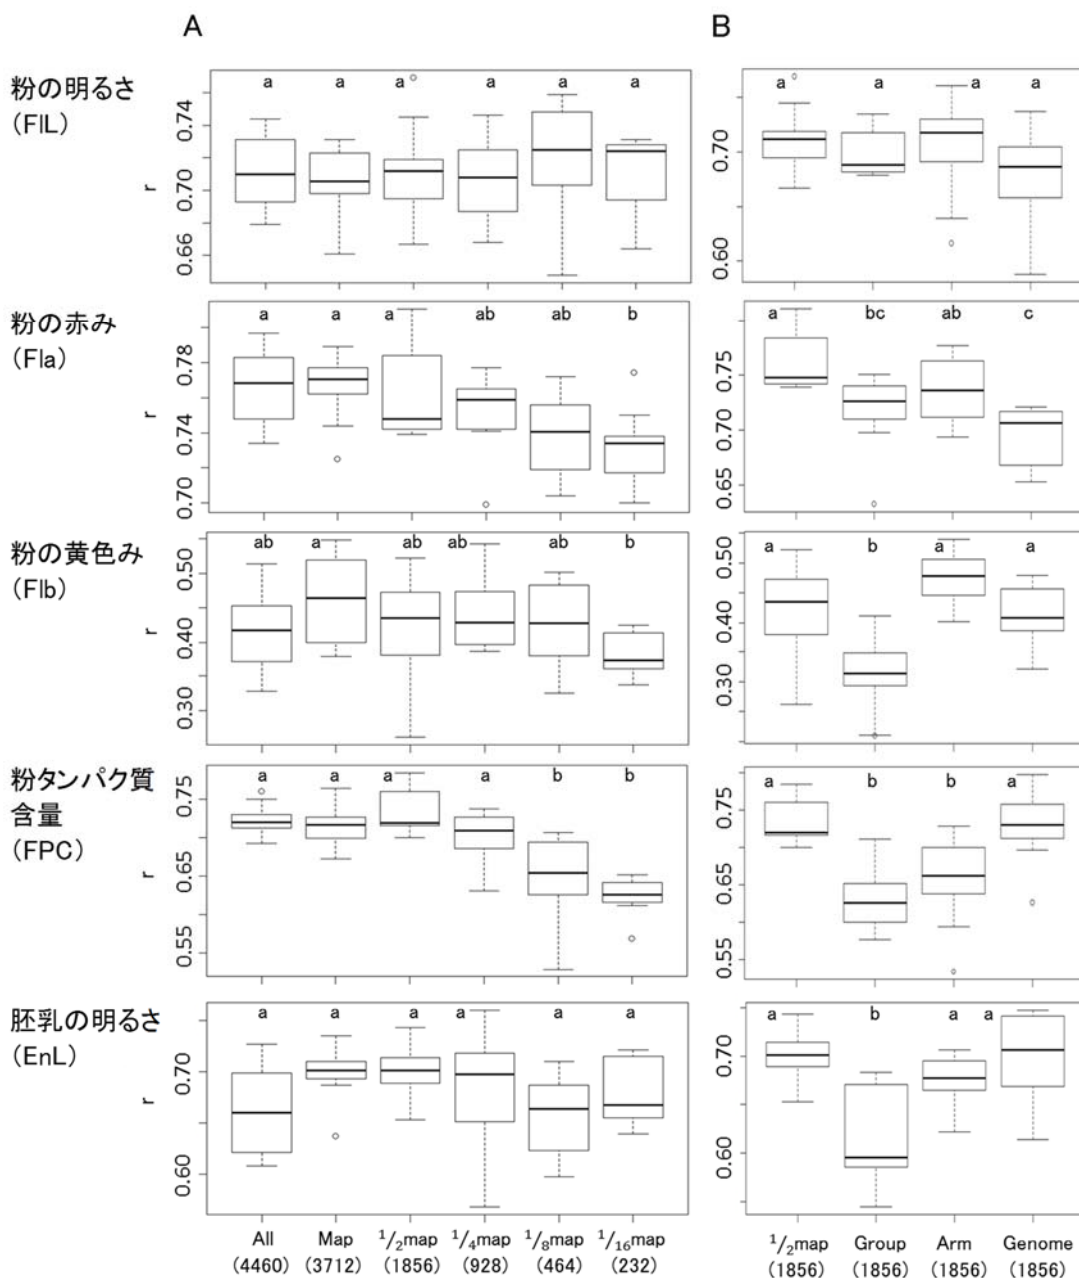 A
B
粉の明るさ
(FlL)
a a a a a a
a a a a
0.74
0.70
0.66
r
0.70
0.60
粉の赤み
(Fla)
a a a ab ab b
a bc ab c
0.78
0.74
0.70
r
0.75
0.70
0.65
粉の黄色み
(Flb)
ab a ab ab ab b
a b a a
0.50
0.40
0.30
r
0.50
0.40
0.30
粉タンパク質
含量
(FPC)
a a a a b b
a b b a
0.75
0.65
0.55
r
0.75
0.65
0.55
胚乳の明るさ
(EnL)
a a a a a a
a b a a
0.70
0.60
r
0.70
0.60
All Map 1/2map 1/4map 1/8map 1/16map
(4460) (3712) (1856) (928) (464) (232)
1/2map Group Arm Genome
(1856) (1856) (1856) (1856)